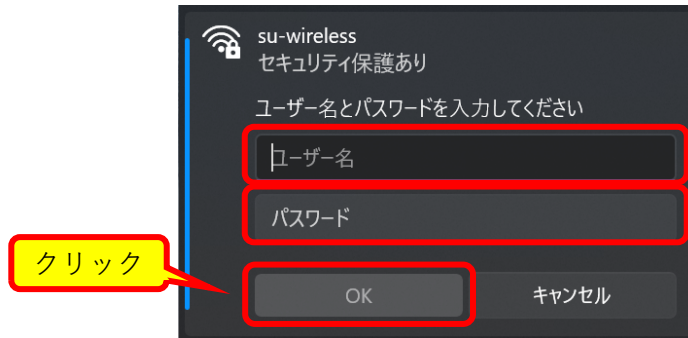 su-wireless
セキュリティ保護あり
ユーザー名とパスワードを入力してください
ユーザー名
パスワード
クリック
OK
キャンセル